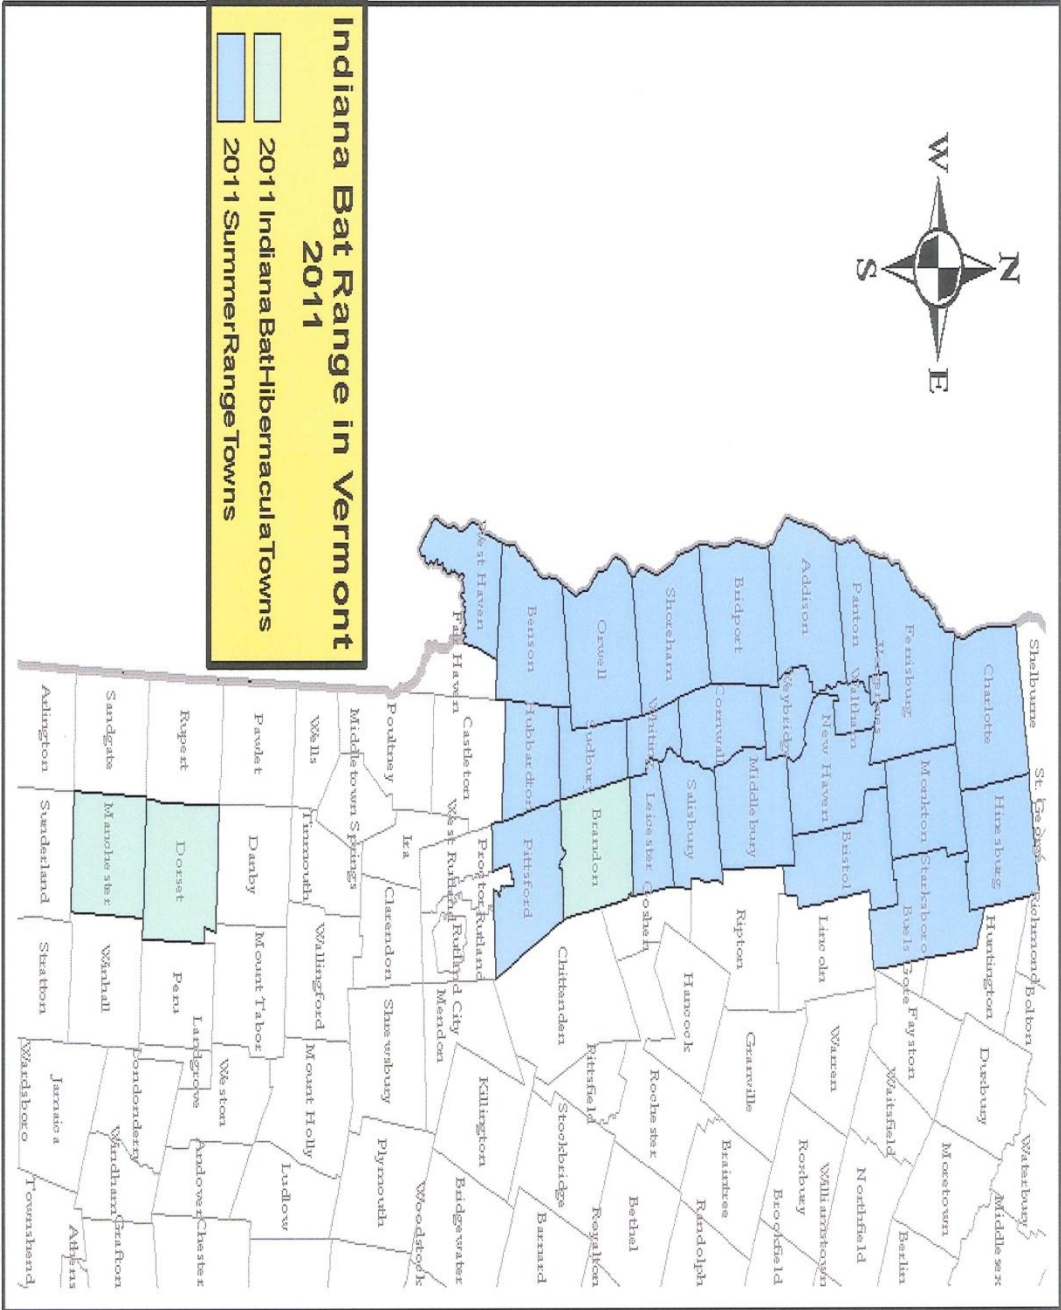 N
W
E
S
Indiana Bat Range in Vermont
2011
2011 Indiana Bat Hibernacula Towns
2011 Summer Range Towns
Shelburne
St. George
Richmond
Bolton
Waterbury
Middlesex
Charlotte
Hinesburg
Huntington
Duxbury
Moretown
Berlin
Ferrisburg
Monkton
Starksboro
Buels Gore
Fayston
Waitsfield
Northfield
Vergennes
Panton
Waltham
New Haven
Bristol
Lincoln
Warren
Roxbury
Williamstown
Brookfield
Addison
Weybridge
Bridport
Cornwall
Middlebury
Ripton
Granville
Braintree
Randolph
Shoreham
Whiting
Salisbury
Leicester
Goshen
Hancock
Rochester
Bethel
Orwell
Sudbury
Brandon
Chittenden
Pittsfield
Stockbridge
Royalton
Barnard
Benson
Hubbardton
Pittsford
West Haven
Fair Haven
Castleton
West Rutland
Proctor
Rutland
Rutland City
Mendon
Killington
Bridgewater
Woodstock
Poultney
Ira
Clarendon
Shrewsbury
Plymouth
Middletown Springs
Wells
Tinmouth
Wallingford
Mount Holly
Ludlow
Pawlet
Danby
Mount Tabor
Weston
Landgrove
Andover
Chester
Rupert
Dorset
Peru
Londonderry
Windham
Grafton
Sandgate
Manchester
Winhall
Jamaica
Athens
Arlington
Sunderland
Stratton
Wardsboro
Townshend